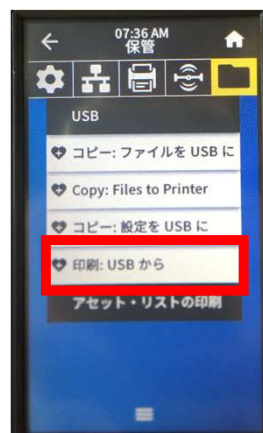 07:36 AM
保管
USB
コピー: ファイルを USB に
Copy: Files to Printer
コピー: 設定を USB に
印刷: USB から
アセット・リストの印刷